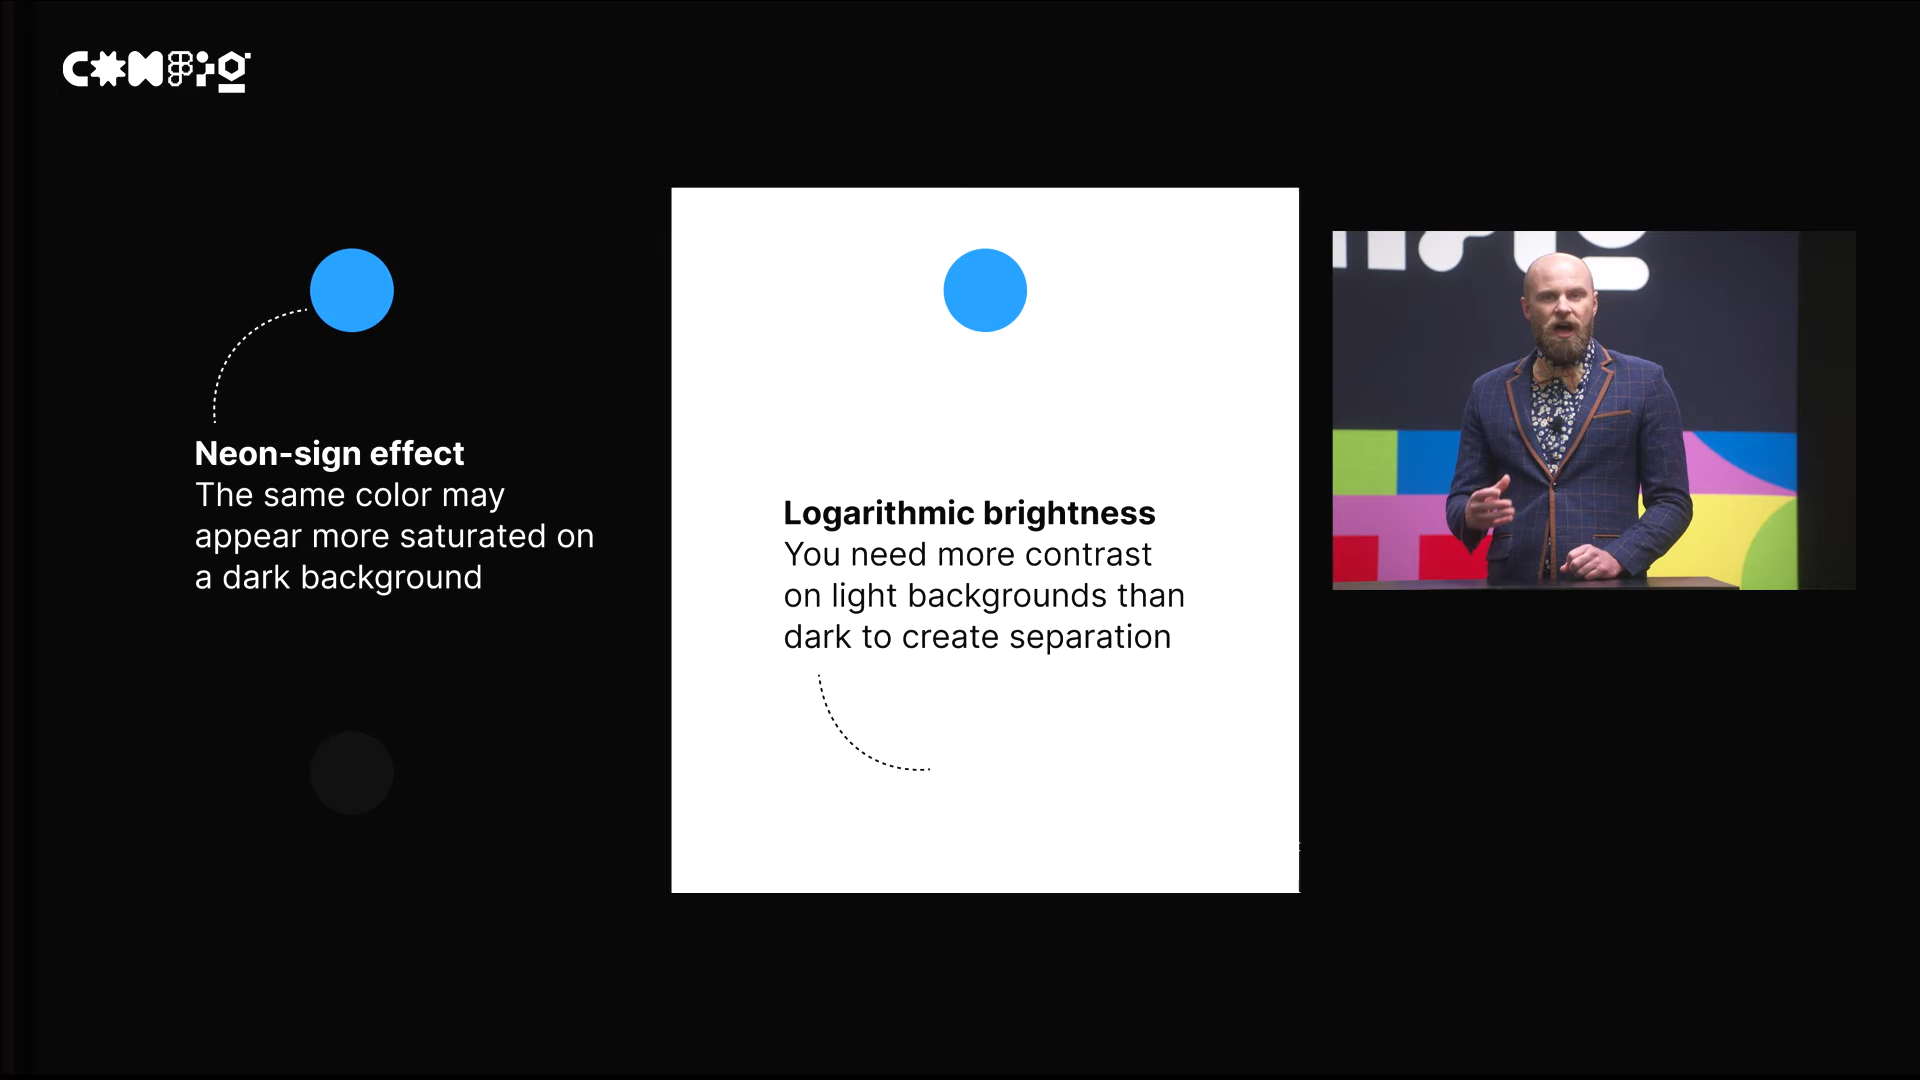 CONFIG
Neon-sign effect
The same color may
appear more saturated on
a dark background
Logarithmic brightness
You need more contrast
on light backgrounds than
dark to create separation